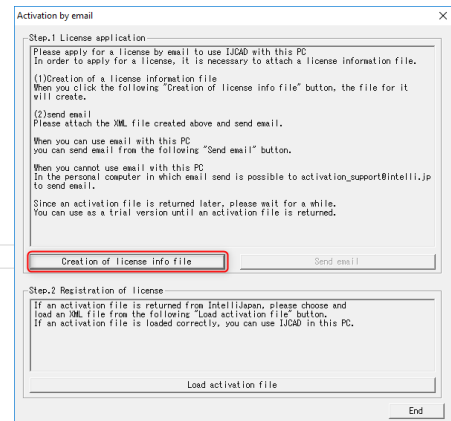 Activation by email
Step.1 License application
Please apply for a license by email to use IJCAD with this PC
In order to apply for a license, it is necessary to attach a license information file.
(1)Creation of a license information file
When you click the following "Creation of license info file" button, the file for it
will create.
(2)send email
Please attach the XML file created above and send email.
When you can use email with this PC
you can send email from the following "Send email" button.
When you cannot use email with this PC
In the personal computer in which email send is possible to activation_support@intelli.jp
to send email.
Since an activation file is returned later, please wait for a while.
You can use as a trial version until an activation file is returned.
Creation of license info file
Send email
Step.2 Registration of license
If an activation file is returned from IntelliJapan, please choose and
load an XML file from the following "Load activation file" button.
If an activation file is loaded correctly, you can use IJCAD in this PC.
Load activation file
End